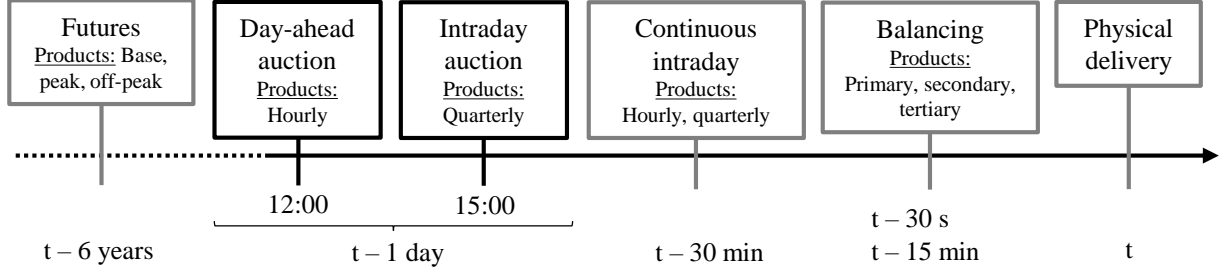 Futures
Products: Base,
peak, off-peak
Day-ahead
auction
Products:
Hourly
Intraday
auction
Products:
Quarterly
Continuous
intraday
Products:
Hourly, quarterly
Balancing
Products:
Primary, secondary,
tertiary
Physical
delivery
12:00
15:00
t – 6 years
t – 1 day
t – 30 min
t – 30 s
t – 15 min
t